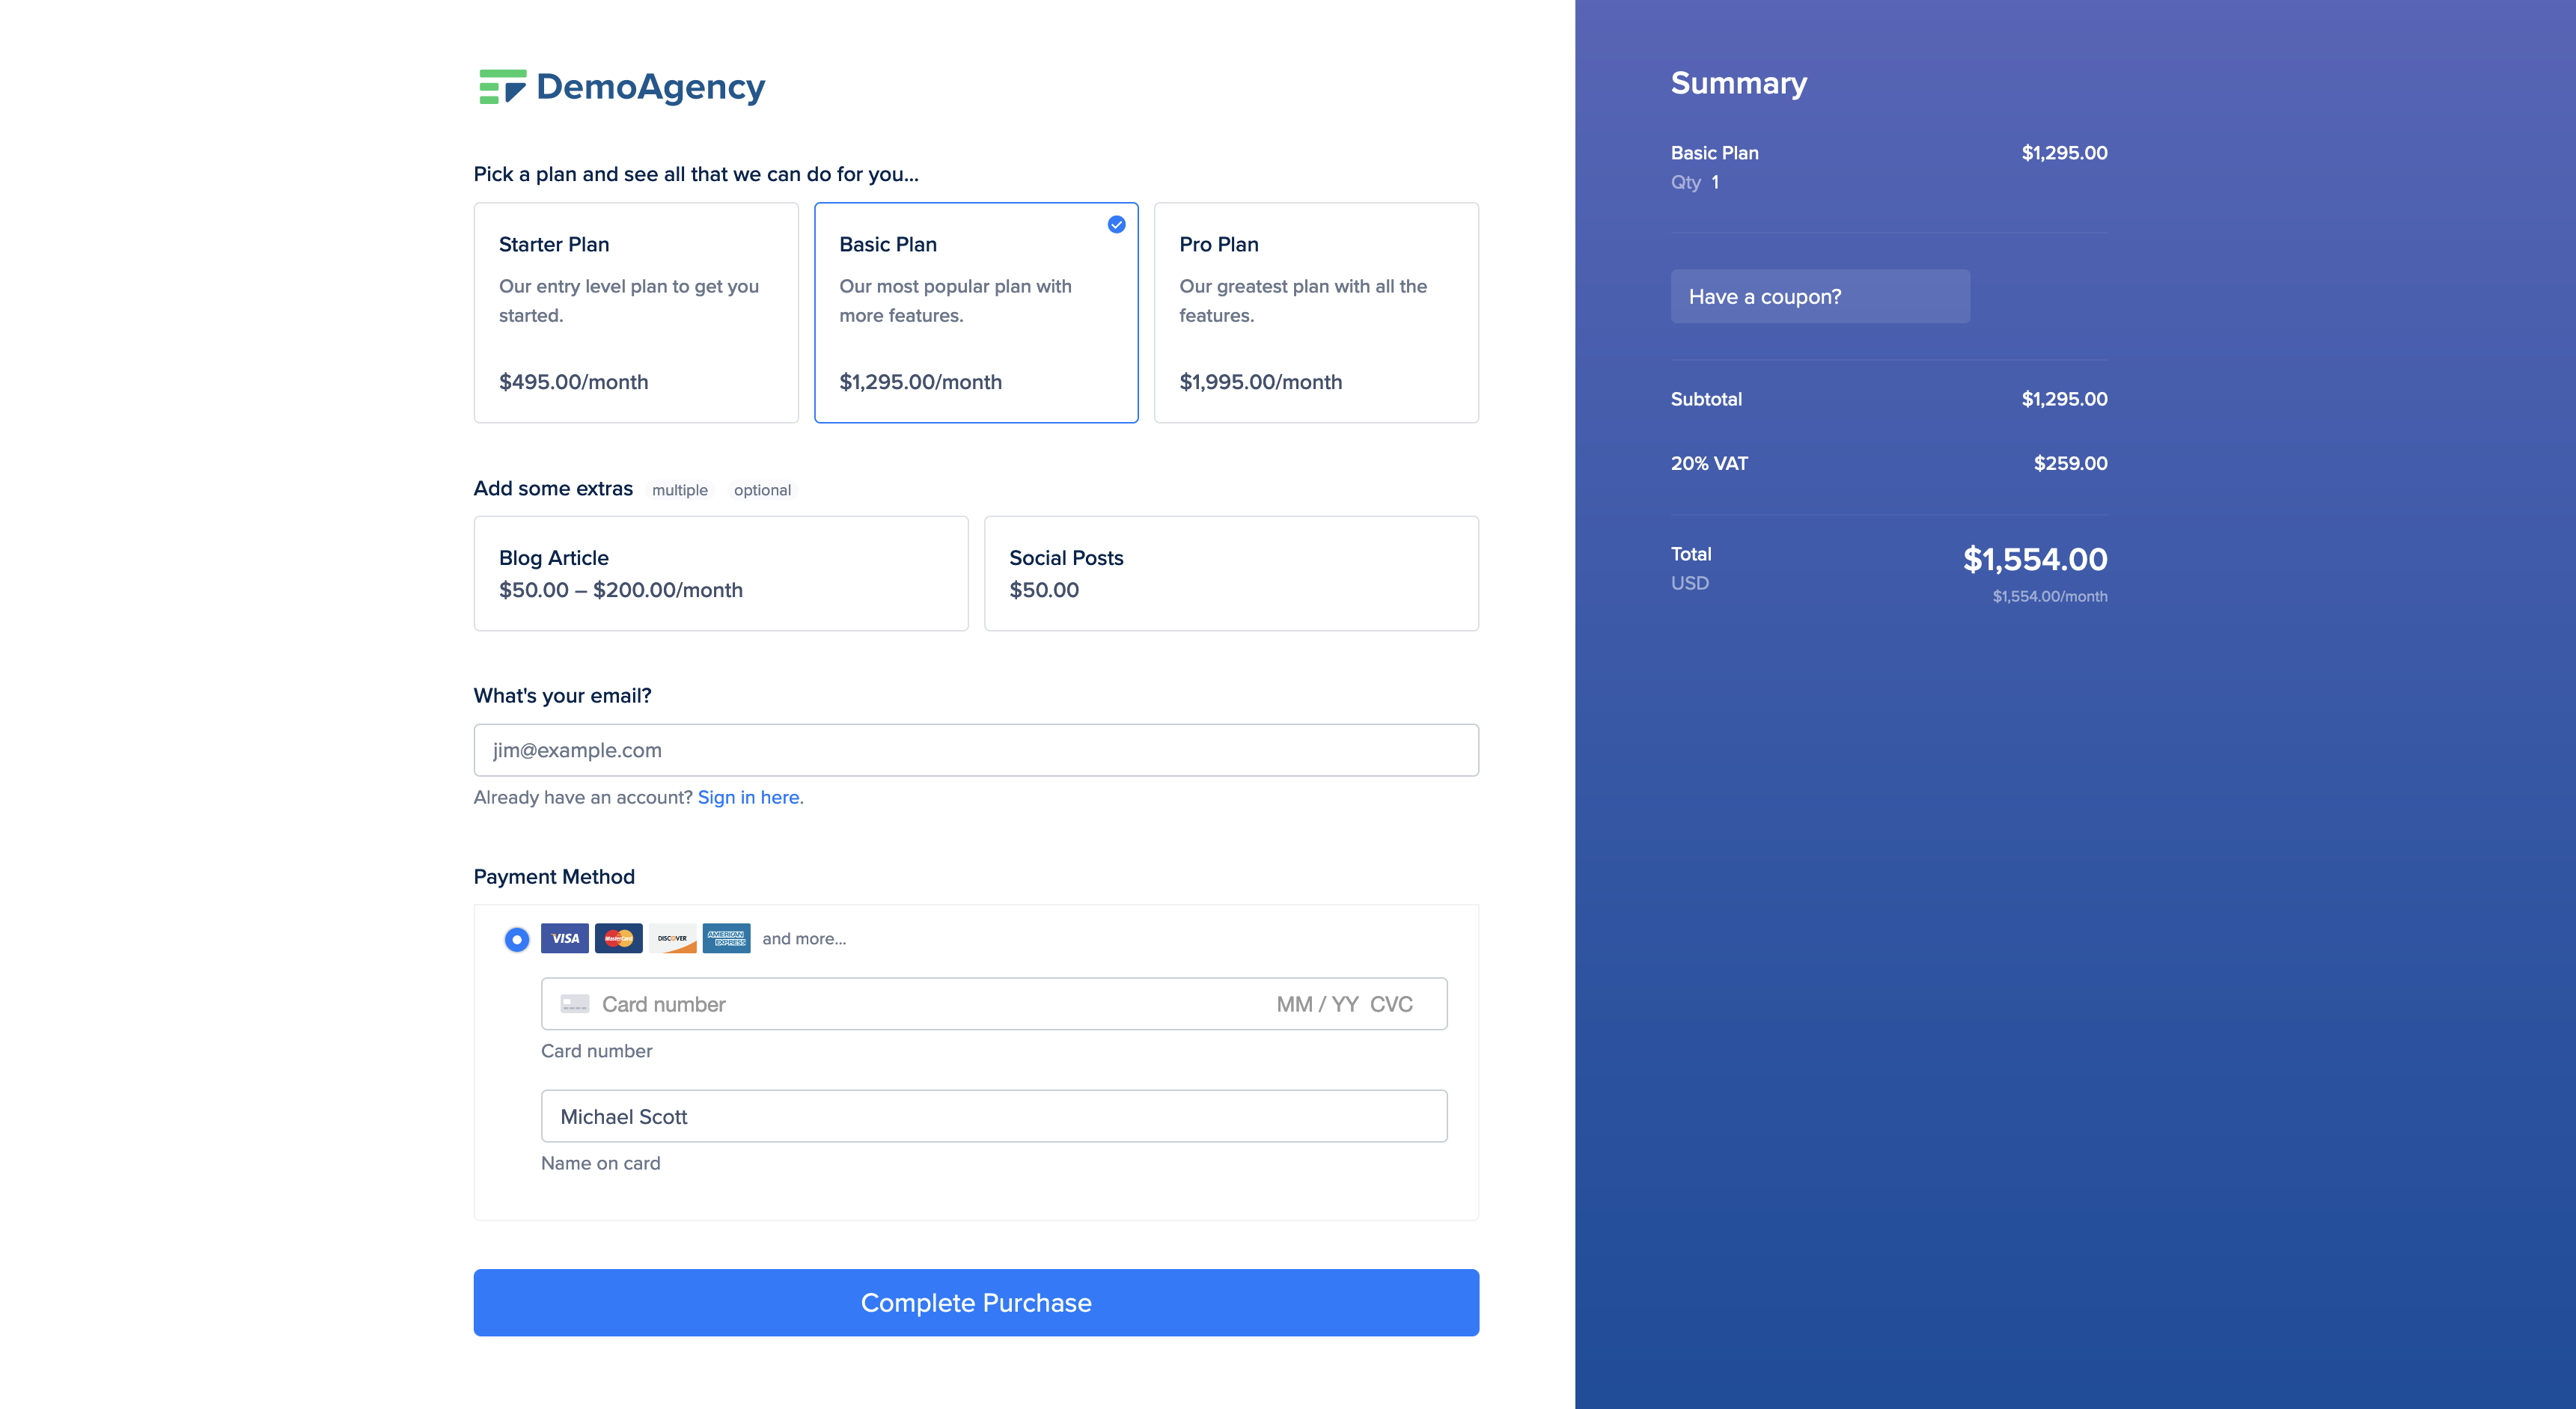 DemoAgency
Pick a plan and see all that we can do for you...
Starter Plan
Our entry level plan to get you
started.
$495.00/month
Basic Plan
Our most popular plan with
more features.
$1,295.00/month
Pro Plan
Our greatest plan with all the
features.
$1,995.00/month
Add some extras multiple optional
Blog Article
$50.00 – $200.00/month
Social Posts
$50.00
What's your email?
jim@example.com
Already have an account? Sign in here.
Payment Method
VISA MasterCard DISCOVER AMERICAN EXPRESS and more...
Card number MM / YY CVC
Card number
Michael Scott
Name on card
Complete Purchase
Summary
Basic Plan $1,295.00
Qty 1
Have a coupon?
Subtotal $1,295.00
20% VAT $259.00
Total $1,554.00
USD $1,554.00/month